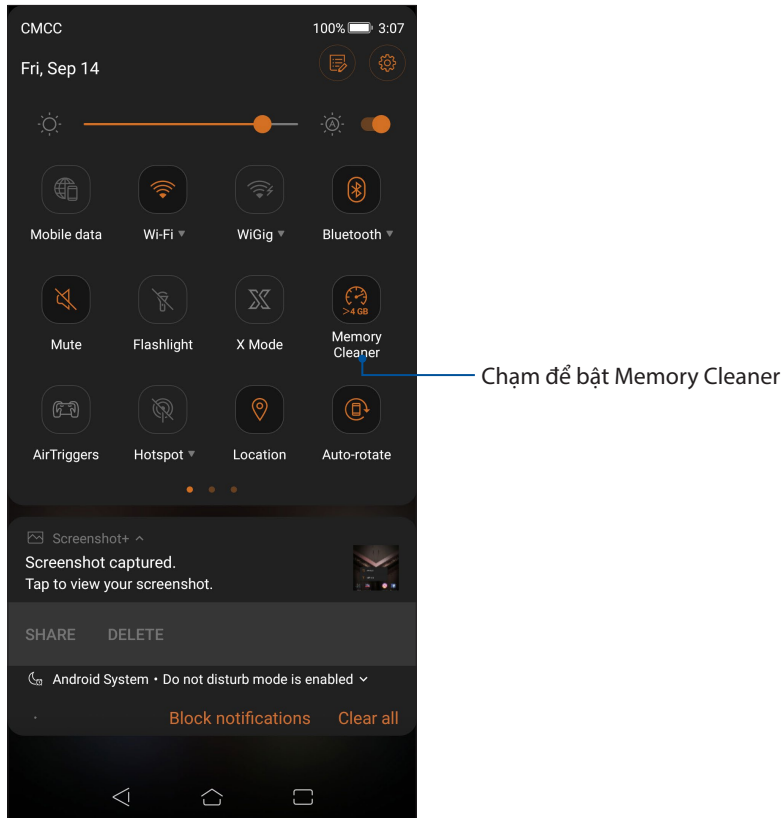 CMCC 100% 3:07
Fri, Sep 14
A
Mobile data Wi-Fi WiGig Bluetooth
>4 GB
Mute Flashlight X Mode Memory
Cleaner
Chạm để bật Memory Cleaner
AirTriggers Hotspot Location Auto-rotate
Screenshot+
Screenshot captured.
Tap to view your screenshot.
SHARE DELETE
Android System • Do not disturb mode is enabled
Block notifications Clear all